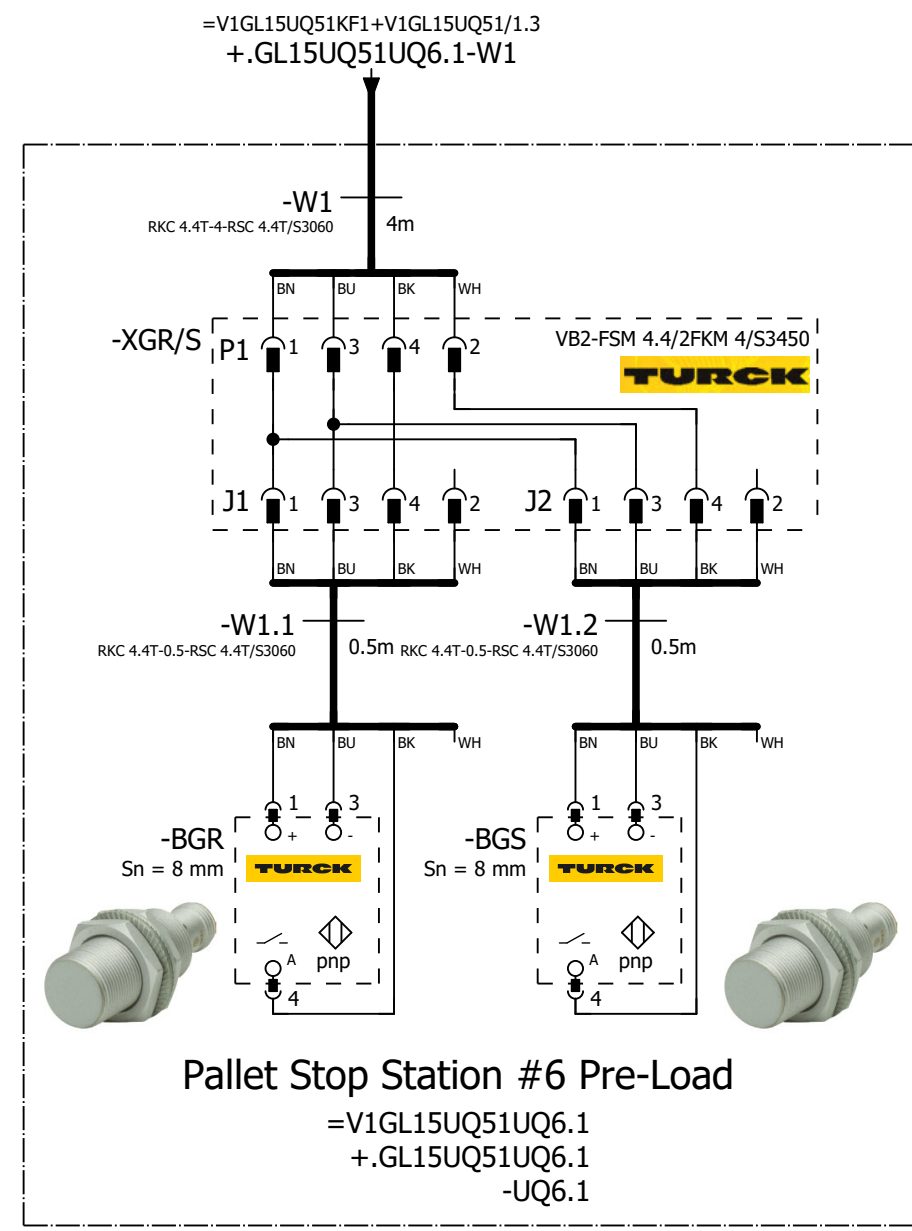 =V1GL15UQ51KF1+V1GL15UQ51/1.3
+.GL15UQ51UQ6.1-W1
-W1
RKC 4.4T-4-RSC 4.4T/S3060
4m
BN BU BK WH
-XGR/S
P1 1 3 4 2
VB2-FSM 4.4/2FKM 4/S3450
TURCK
J1 1 3 4 2
J2 1 3 4 2
BN BU BK WH
BN BU BK WH
-W1.1
RKC 4.4T-0.5-RSC 4.4T/S3060
0.5m
-W1.2
RKC 4.4T-0.5-RSC 4.4T/S3060
0.5m
BN BU BK WH
BN BU BK WH
1 3
-BGR
+ -
Sn = 8 mm
TURCK
A
pnp
4
1 3
-BGS
+ -
Sn = 8 mm
TURCK
A
pnp
4
Pallet Stop Station #6 Pre-Load
=V1GL15UQ51UQ6.1
+.GL15UQ51UQ6.1
-UQ6.1